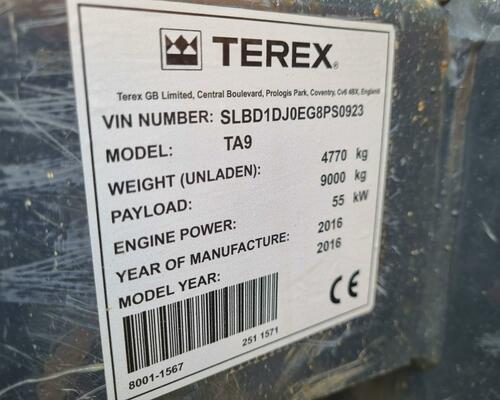 TEREX®
Terex GB Limited, Central Boulevard, Prologis Park, Coventry, Cv6 4BX, England
VIN NUMBER: SLBD1DJ0EG8PS0923
MODEL: TA9
WEIGHT (UNLADEN): 4770 kg
PAYLOAD: 9000 kg
ENGINE POWER: 55 kW
YEAR OF MANUFACTURE: 2016
MODEL YEAR: 2016
CE
8001-1567 251 1571